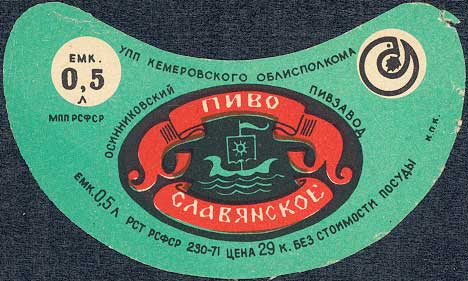 УПП КЕМЕРОВСКОГО ОБЛИСПОЛКОМА
ЕМК.
0,5
л
МПП РСФСР
ОСИННИКОВСКИЙ ПИВЗАВОД
ПИВО
СЛАВЯНСКОЕ
М.П.К.
ЕМК. 0,5 Л РСТ РСФСР 230-71 ЦЕНА 29 К. БЕЗ СТОИМОСТИ ПОСУДЫ